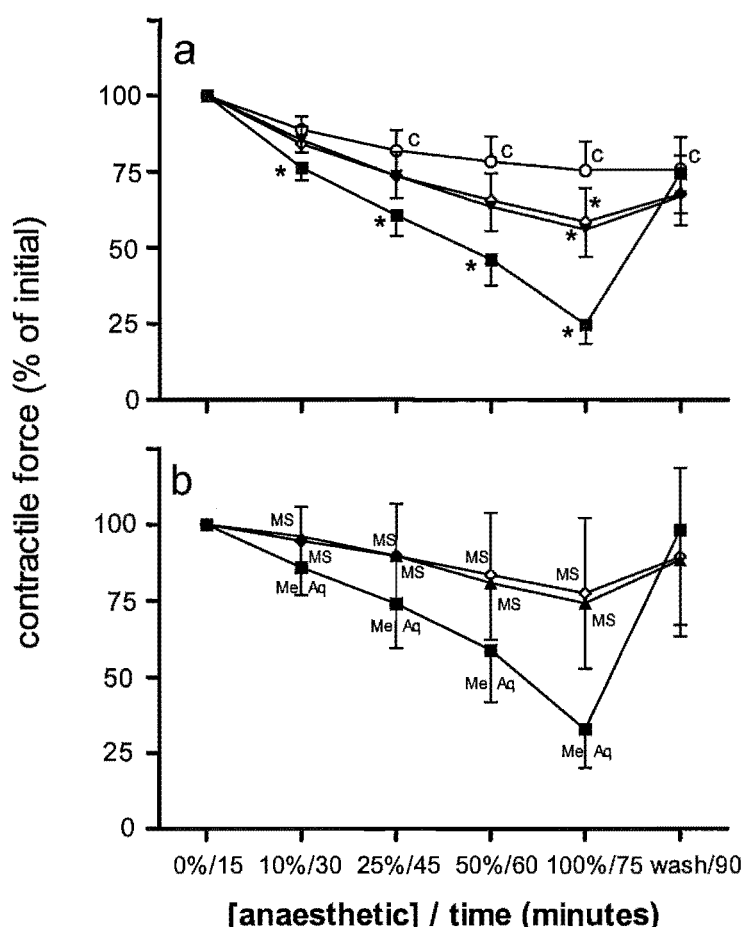 a
100
75
50
25
0
C
C
C
C
*
*
*
*
*
*
contractile force (% of initial)
b
100
75
50
25
0
MS
MS
MS
MS
MS
MS
MS
MS
Me Aq
Me Aq
Me Aq
Me Aq
0%/15 10%/30 25%/45 50%/60 100%/75 wash/90
[anaesthetic] / time (minutes)